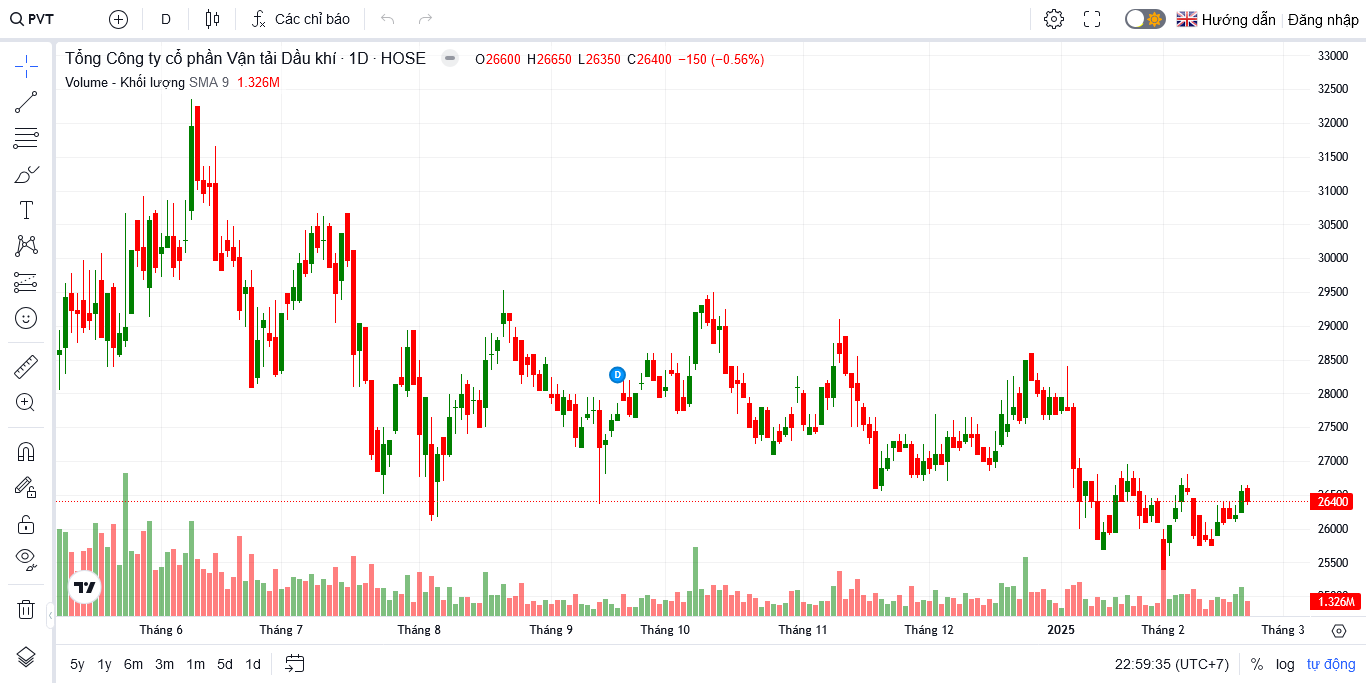 PVT D Các chỉ báo Hướng dẫn Đăng nhập
Tổng Công ty cổ phần Vận tải Dầu khí · 1D · HOSE O26600 H26650 L26350 C26400 −150 (−0.56%)
Volume - Khối lượng SMA 9 1.326M
33000
32500
32000
31500
31000
30500
30000
29500
29000
28500
28000
27500
27000
26500
26400
26000
25500
25000
1.326M
D
Tháng 6 Tháng 7 Tháng 8 Tháng 9 Tháng 10 Tháng 11 Tháng 12 2025 Tháng 2 Tháng 3
5y 1y 6m 3m 1m 5d 1d 22:59:35 (UTC+7) % log tự động